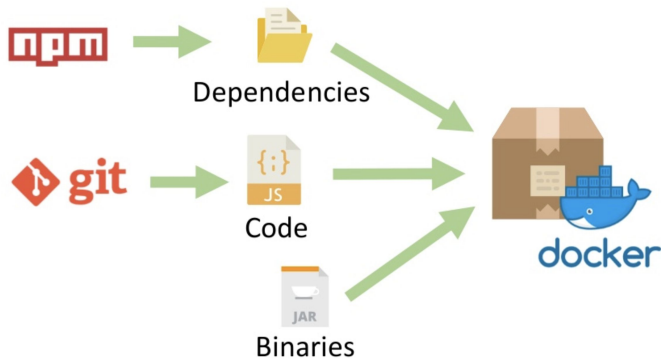 npm
Dependencies
git
JS
Code
docker
JAR
Binaries